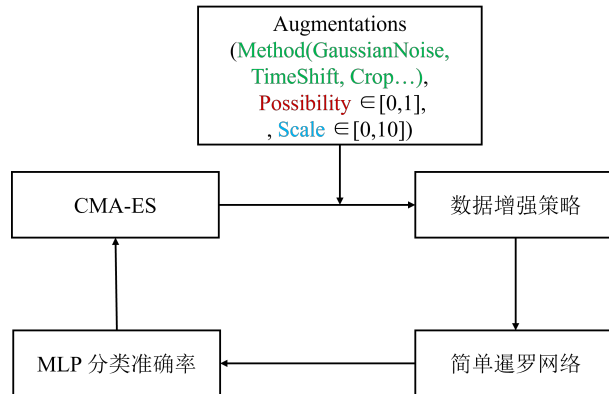 Augmentations
(Method(GaussianNoise,
TimeShift, Crop…),
Possibility ∈[0,1],
, Scale ∈[0,10])
CMA-ES
数据增强策略
MLP 分类准确率
简单暹罗网络